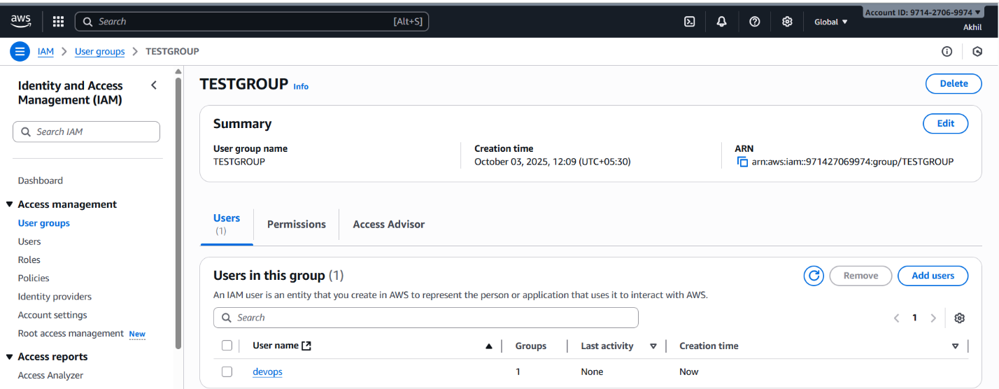 aws
Search [Alt+S]
Global
Account ID: 9714-2706-9974
Akhil
IAM > User groups > TESTGROUP
Identity and Access
Management (IAM)
Search IAM
Dashboard
Access management
User groups
Users
Roles
Policies
Identity providers
Account settings
Root access management New
Access reports
Access Analyzer
TESTGROUP Info
Delete
Summary
Edit
User group name
TESTGROUP
Creation time
October 03, 2025, 12:09 (UTC+05:30)
ARN
arn:aws:iam::971427069974:group/TESTGROUP
Users
(1)
Permissions
Access Advisor
Users in this group (1)
Remove
Add users
An IAM user is an entity that you create in AWS to represent the person or application that uses it to interact with AWS.
Search
1
User name Groups Last activity Creation time
devops 1 None Now